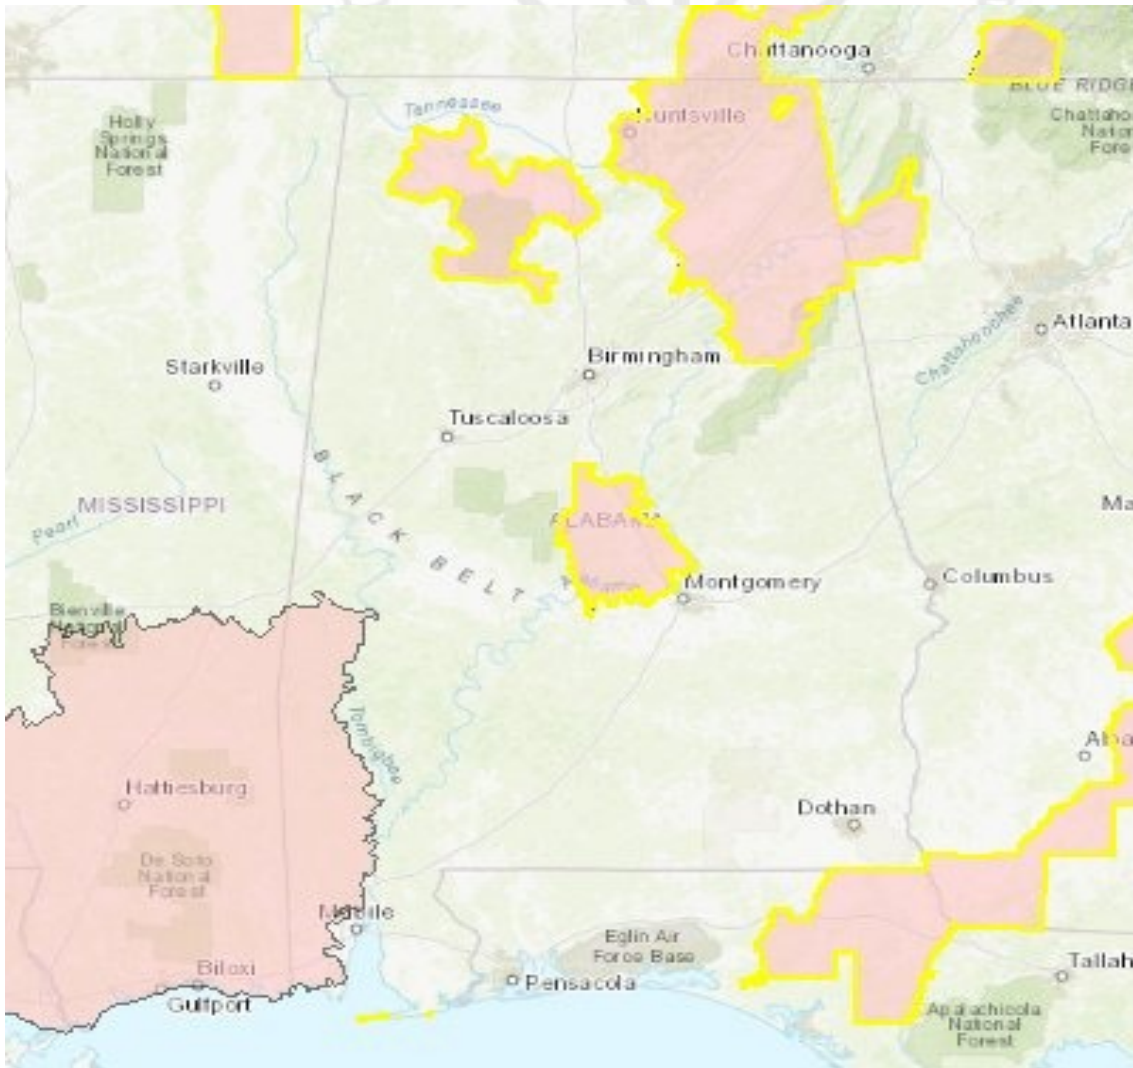 Chattanooga
BLUE RIDGE
Chattaho
Nation
Fore
Tennessee
Huntsville
Holly
Springs
National
Forest
Atlanta
Chattahoochee
Birmingham
Starkville
Tuscaloosa
BLACK BELT
MISSISSIPPI
ALABAMA
Ma
Pearl
Alabama
Montgomery
Columbus
Bienville
National
Forest
Tombigbee
Alba
Hattiesburg
Dothan
De Soto
National
Forest
Mobile
Eglin Air
Force Base
Biloxi
Gulfport
Pensacola
Tallah
Apalachicola
National
Forest